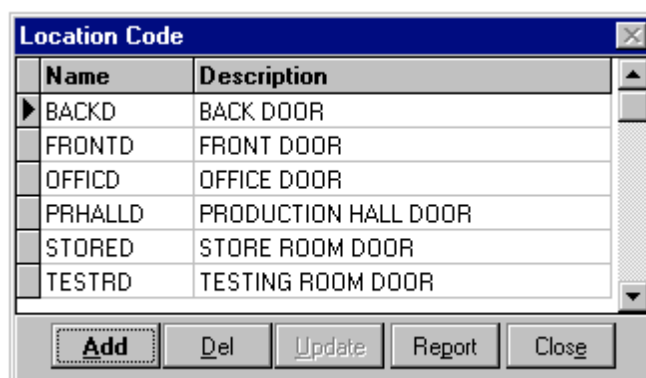 Location Code
Name Description
BACKD BACK DOOR
FRONTD FRONT DOOR
OFFICD OFFICE DOOR
PRHALLD PRODUCTION HALL DOOR
STORED STORE ROOM DOOR
TESTRD TESTING ROOM DOOR
Add Del Update Report Close